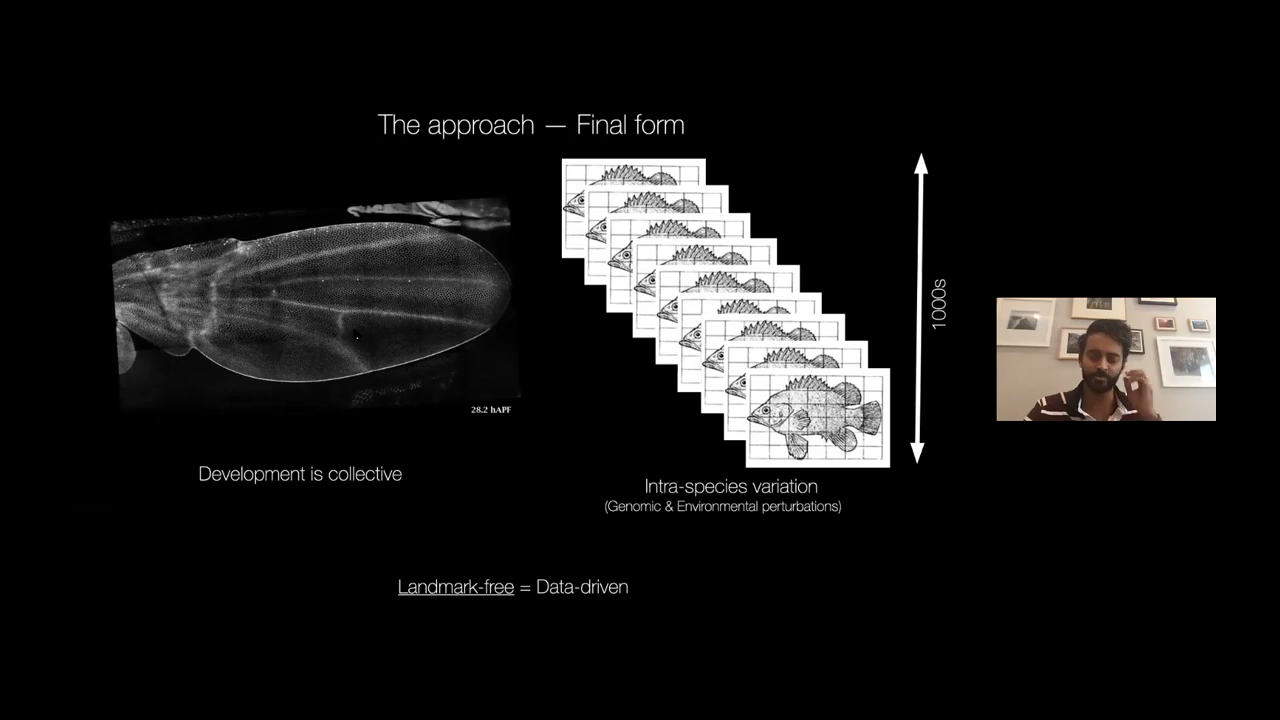 The approach — Final form
28.2 hAPF
1000s
Development is collective
Intra-species variation
(Genomic & Environmental perturbations)
Landmark-free = Data-driven